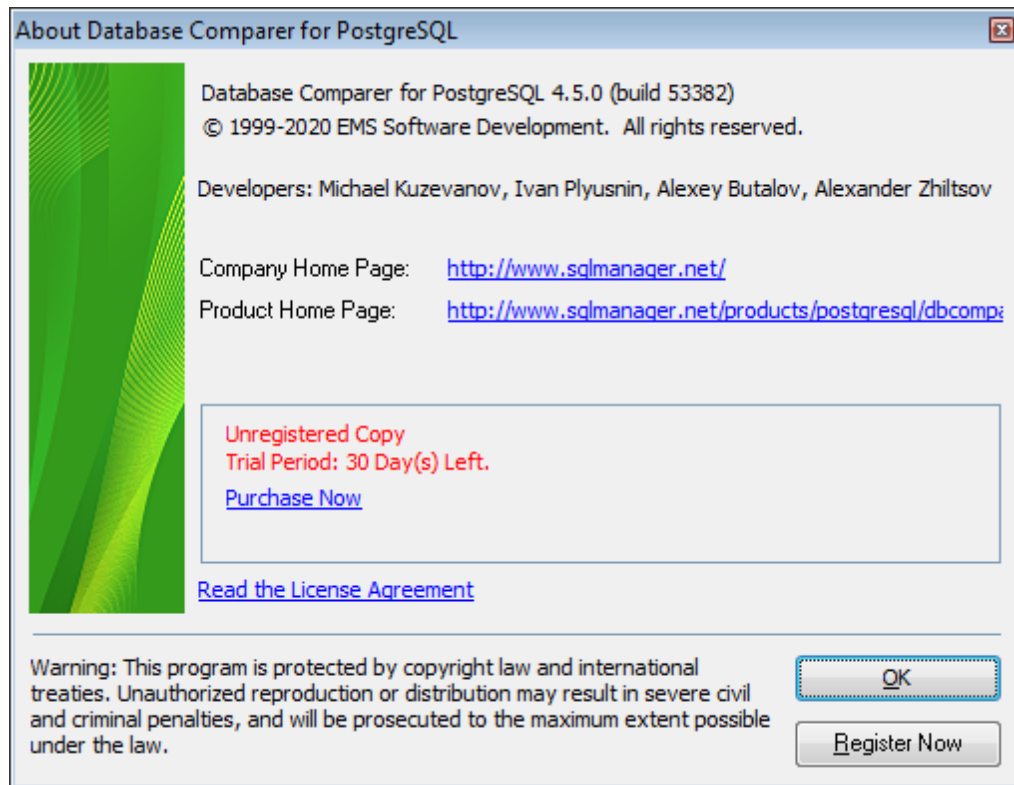 About Database Comparer for PostgreSQL
Database Comparer for PostgreSQL 4.5.0 (build 53382)
© 1999-2020 EMS Software Development. All rights reserved.
Developers: Michael Kuzevanov, Ivan Plyusnin, Alexey Butalov, Alexander Zhiltsov
Company Home Page: http://www.sqlmanager.net/
Product Home Page: http://www.sqlmanager.net/products/postgresql/dbcompa
Unregistered Copy
Trial Period: 30 Day(s) Left.
Purchase Now
Read the License Agreement
Warning: This program is protected by copyright law and international
treaties. Unauthorized reproduction or distribution may result in severe civil
and criminal penalties, and will be prosecuted to the maximum extent possible
under the law.
OK
Register Now